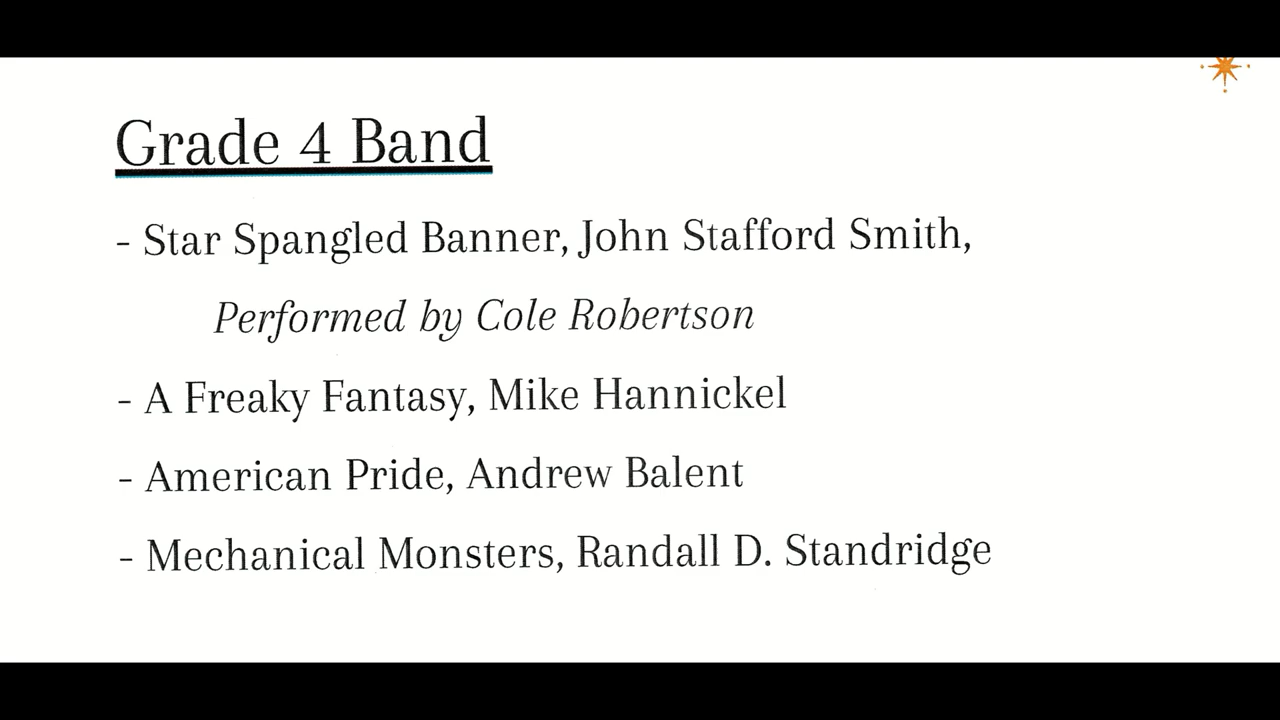 Grade 4 Band
- Star Spangled Banner, John Stafford Smith,
Performed by Cole Robertson
- A Freaky Fantasy, Mike Hannickel
- American Pride, Andrew Balent
- Mechanical Monsters, Randall D. Standridge